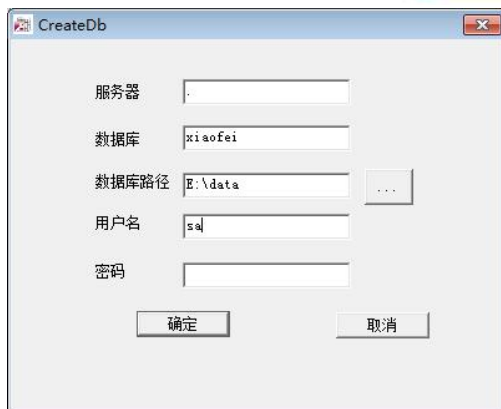 CreateDb
服务器 .
数据库 xiaofei
数据库路径 E:\data ...
用户名 sa
密码
确定 取消